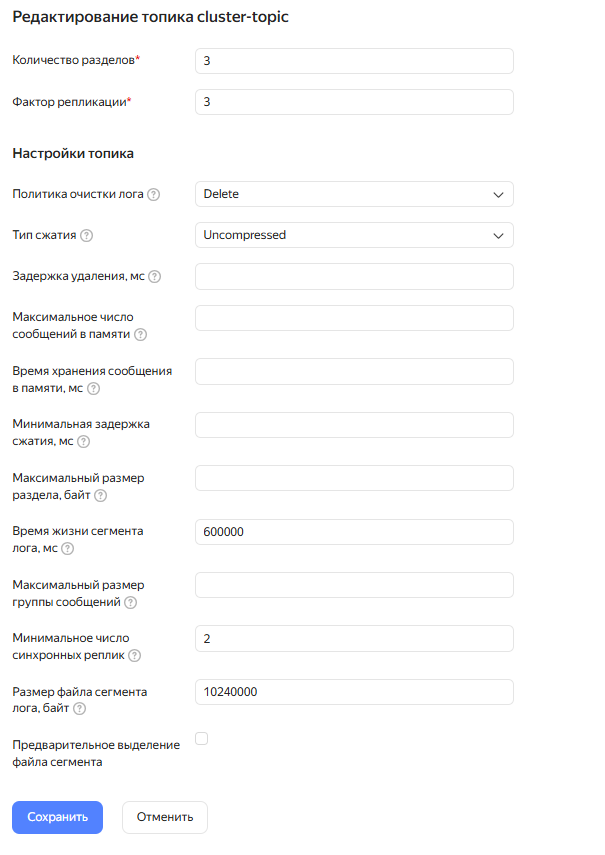 Редактирование топика cluster-topic
Количество разделов* 3
Фактор репликации* 3
Настройки топика
Политика очистки лога ? Delete
Тип сжатия ? Uncompressed
Задержка удаления, мс ?
Максимальное число
сообщений в памяти ?
Время хранения сообщения
в памяти, мс ?
Минимальная задержка
сжатия, мс ?
Максимальный размер
раздела, байт ?
Время жизни сегмента
лога, мс ?
600000
Максимальный размер
группы сообщений ?
Минимальное число
синхронных реплик ?
2
Размер файла сегмента
лога, байт ?
10240000
Предварительное выделение
файла сегмента
Сохранить Отменить